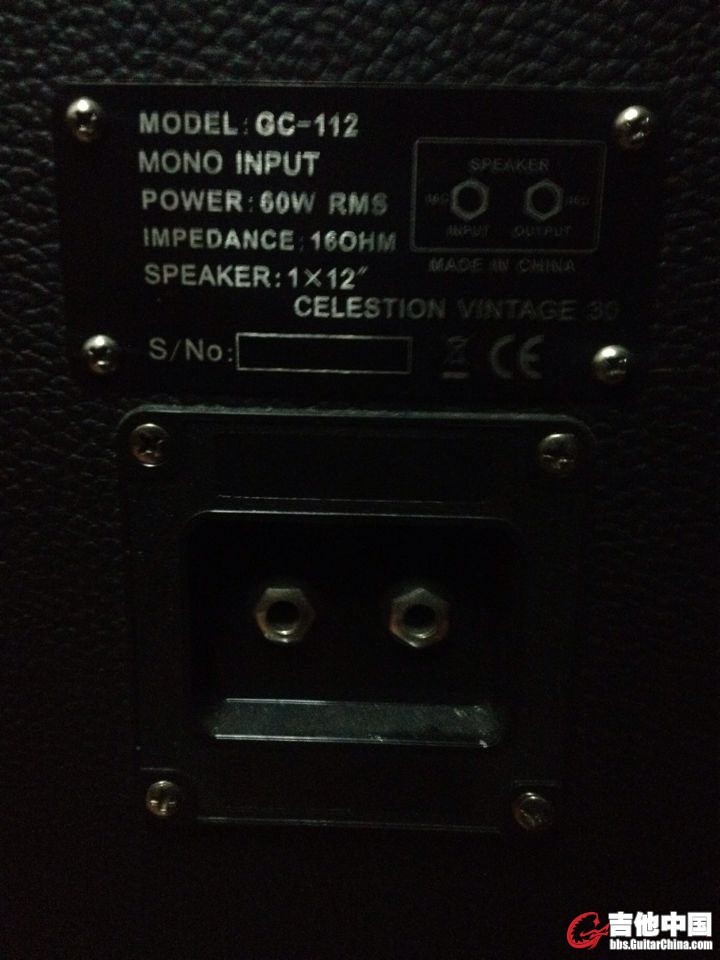 MODEL: GC-112
MONO INPUT
POWER: 60W RMS
IMPEDANCE: 16OHM
SPEAKER: 1×12″
CELESTION VINTAGE 30
SPEAKER
INPUT OUTPUT
MADE IN CHINA
S/No:
CE
吉他中国
bbs.GuitarChina.com